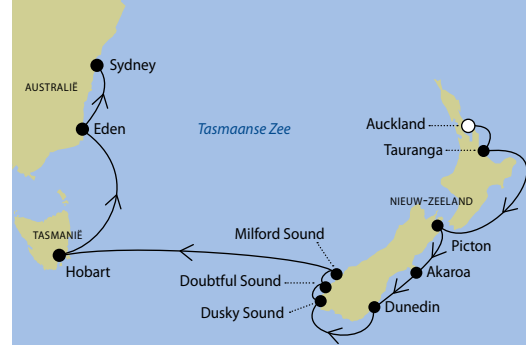 Sydney
AUSTRALIË
Eden
Tasmaanse Zee
Auckland
Tauranga
NIEUW-ZEELAND
TASMANIË
Hobart
Milford Sound
Picton
Doubtful Sound
Akaroa
Dusky Sound
Dunedin